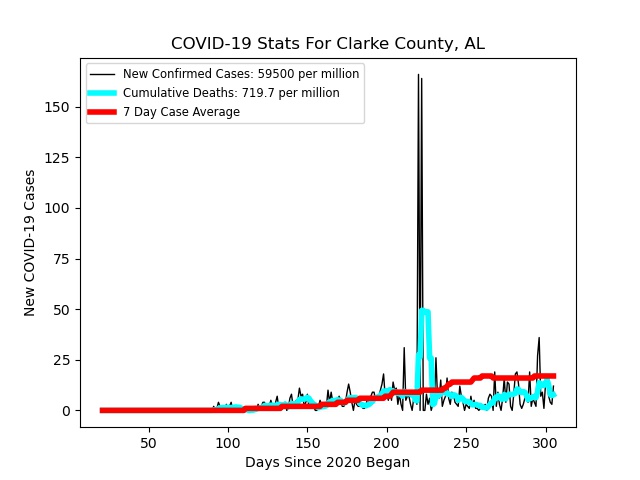 COVID-19 Stats For Clarke County, AL
New Confirmed Cases: 59500 per million
Cumulative Deaths: 719.7 per million
7 Day Case Average
New COVID-19 Cases
150
125
100
75
50
25
0
50 100 150 200 250 300
Days Since 2020 Began